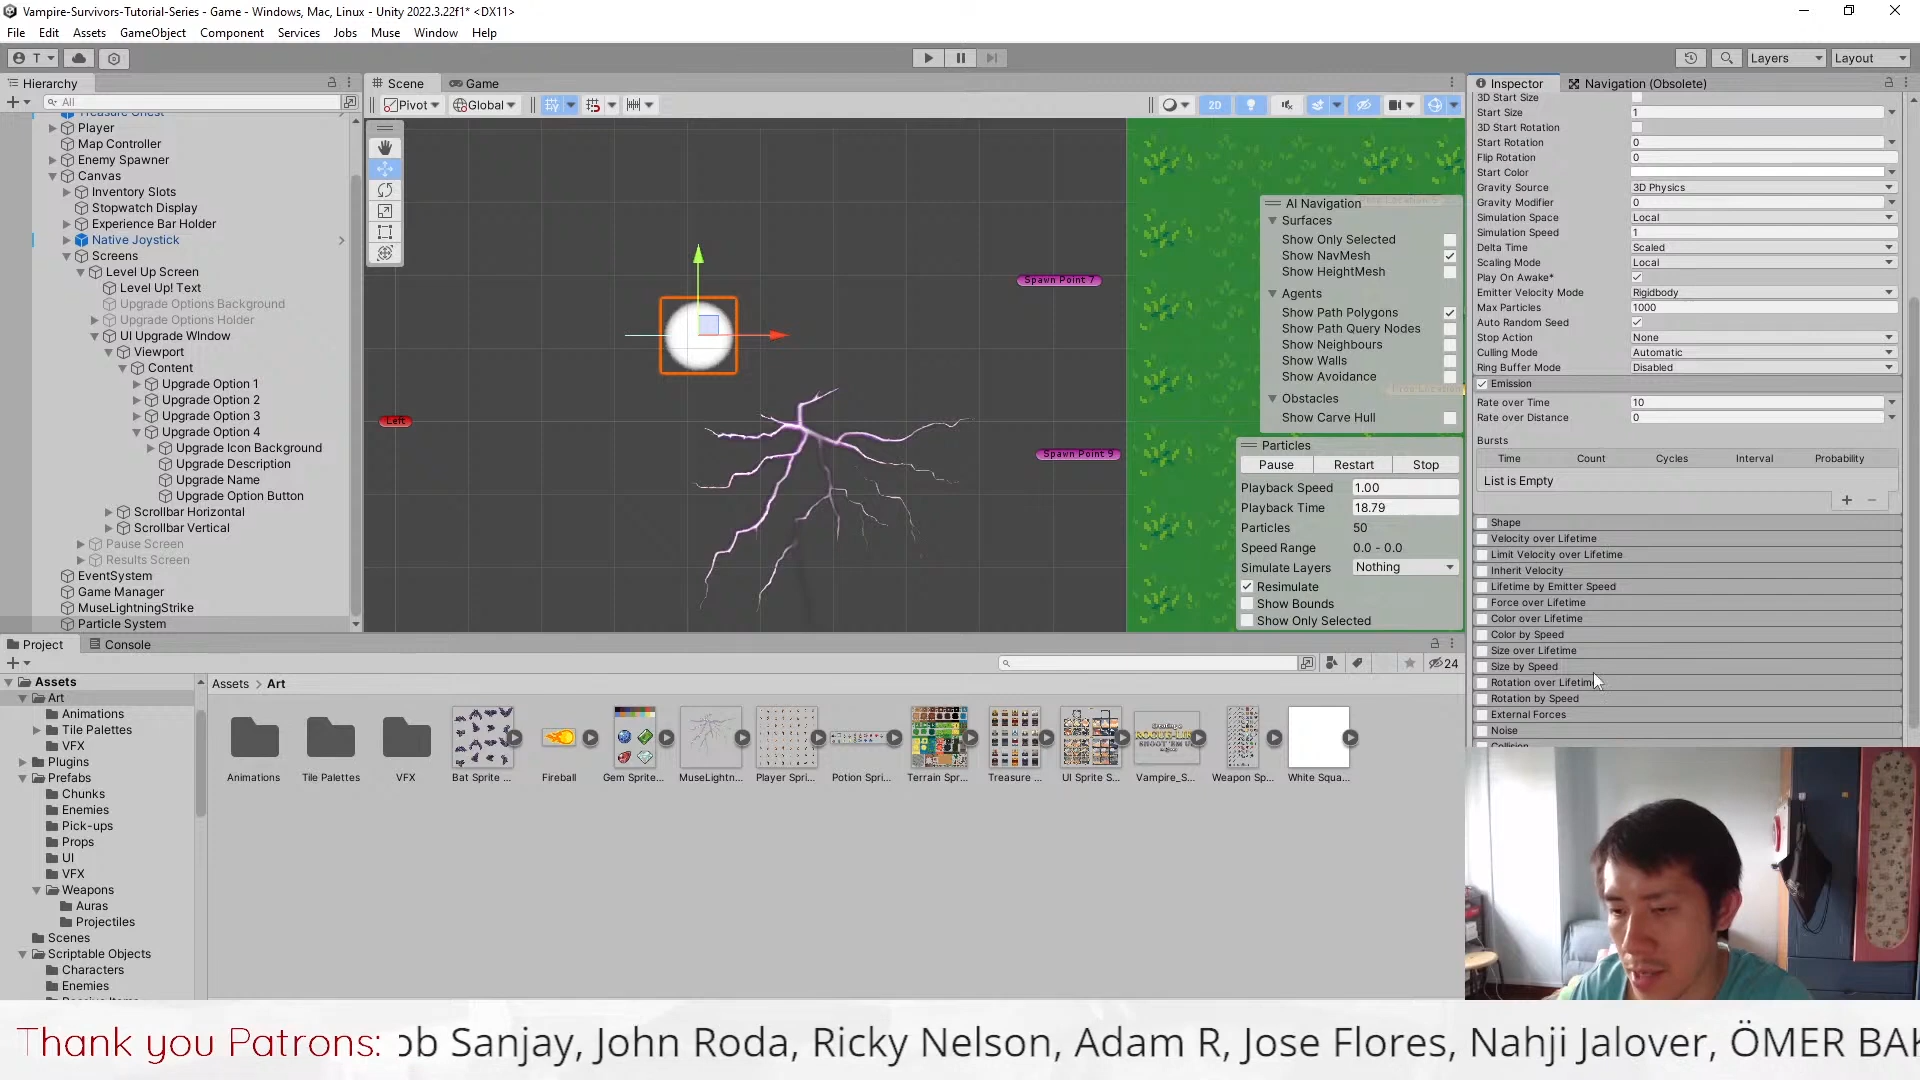 Vampire-Survivors-Tutorial-Series - Game - Windows, Mac, Linux - Unity 2022.3.22f1* <DX11>
File Edit Assets GameObject Component Services Jobs Muse Window Help
T
Layers
Layout
Hierarchy
All
Treasure Chest
Player
Map Controller
Enemy Spawner
Canvas
Inventory Slots
Stopwatch Display
Experience Bar Holder
Native Joystick
Screens
Level Up Screen
Level Up! Text
Upgrade Options Background
Upgrade Options Holder
UI Upgrade WIndow
Viewport
Content
Upgrade Option 1
Upgrade Option 2
Upgrade Option 3
Upgrade Option 4
Upgrade Icon Background
Upgrade Description
Upgrade Name
Upgrade Option Button
Scrollbar Horizontal
Scrollbar Vertical
Pause Screen
Results Screen
EventSystem
Game Manager
MuseLightningStrike
Particle System
Scene
Game
Pivot
Global
2D
Left
Spawn Point 7
Spawn Point 9
AI Navigation
Surfaces
Show Only Selected
Show NavMesh
Show HeightMesh
Agents
Show Path Polygons
Show Path Query Nodes
Show Neighbours
Show Walls
Show Avoidance
Obstacles
Show Carve Hull
Particles
Pause Restart Stop
Playback Speed 1.00
Playback Time 18.79
Particles 50
Speed Range 0.0 - 0.0
Simulate Layers Nothing
Resimulate
Show Bounds
Show Only Selected
Inspector
Navigation (Obsolete)
3D Start Size
Start Size 1
3D Start Rotation
Start Rotation 0
Flip Rotation 0
Start Color
Gravity Source 3D Physics
Gravity Modifier 0
Simulation Space Local
Simulation Speed 1
Delta Time Scaled
Scaling Mode Local
Play On Awake*
Emitter Velocity Mode Rigidbody
Max Particles 1000
Auto Random Seed
Stop Action None
Culling Mode Automatic
Ring Buffer Mode Disabled
Emission
Rate over Time 10
Rate over Distance 0
Bursts
Time Count Cycles Interval Probability
List is Empty
Shape
Velocity over Lifetime
Limit Velocity over Lifetime
Inherit Velocity
Lifetime by Emitter Speed
Force over Lifetime
Color over Lifetime
Color by Speed
Size over Lifetime
Size by Speed
Rotation over Lifetime
Rotation by Speed
External Forces
Noise
Collision
Project
Console
24
Assets
Art
Animations
Tile Palettes
VFX
Plugins
Prefabs
Chunks
Enemies
Pick-ups
Props
UI
VFX
Weapons
Auras
Projectiles
Scenes
Scriptable Objects
Characters
Enemies
Assets > Art
Animations
Tile Palettes
VFX
Bat Sprite ...
Fireball
Gem Sprite...
MuseLightn...
Player Spri...
Potion Spri...
Terrain Spr...
Treasure ...
UI Sprite S...
Vampire_S...
Weapon Sp...
White Squa...
Thank you Patrons: ob Sanjay, John Roda, Ricky Nelson, Adam R, Jose Flores, Nahji Jalover, ÖMER BAK